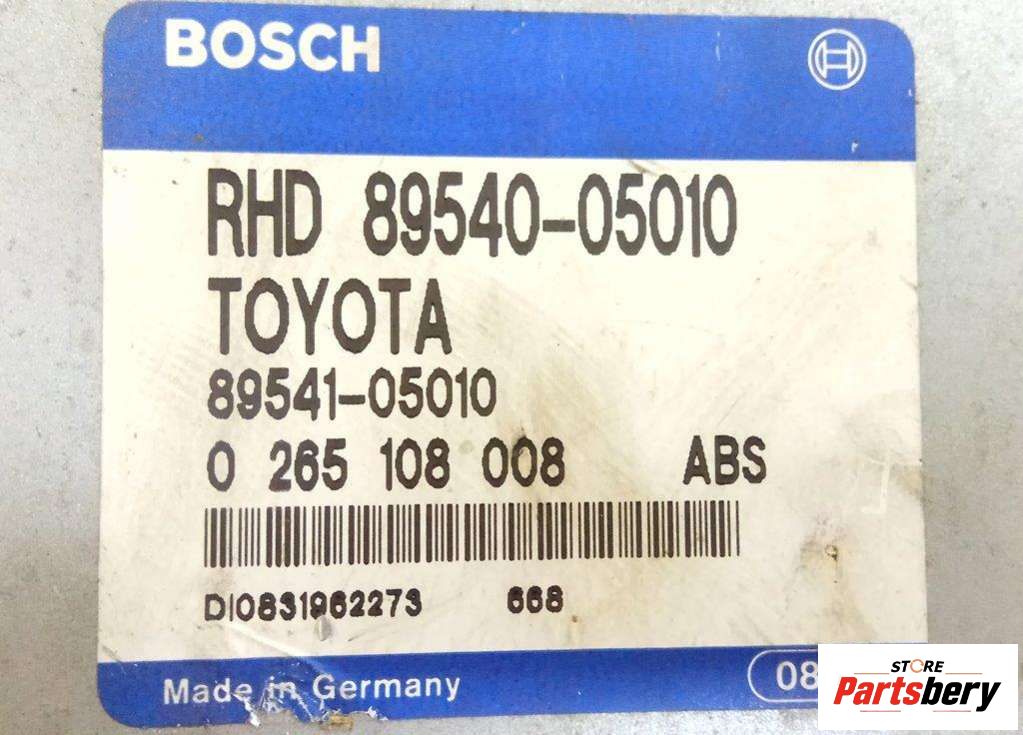 BOSCH
RHD 89540-05010
TOYOTA
89541-05010
0 265 108 008 ABS
DI0831962273 668
Made in Germany 08
STORE
Partsbery